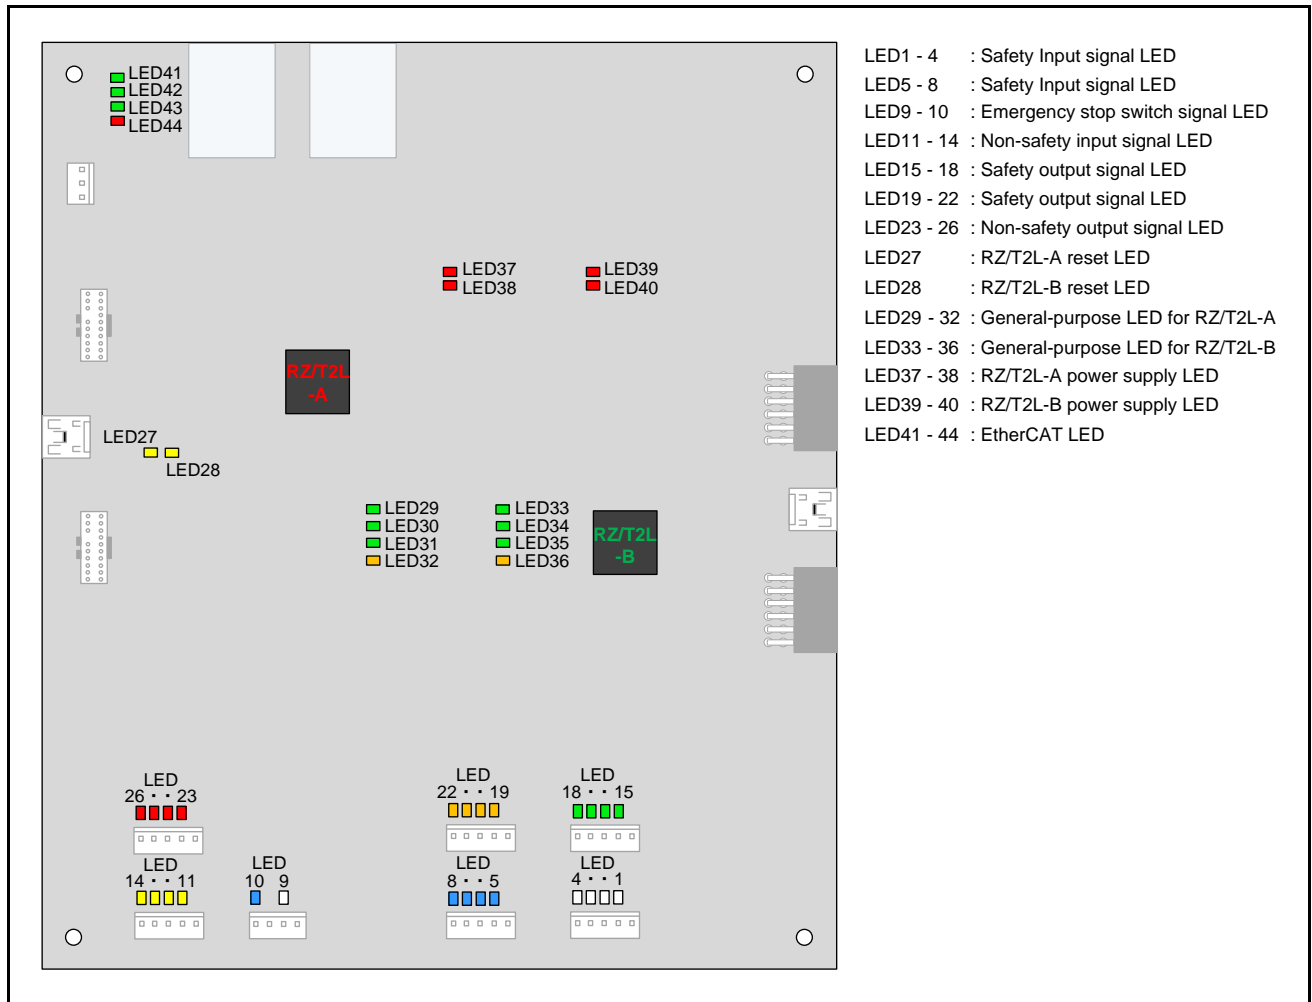 LED41
LED42
LED43
LED44
LED37
LED38
LED39
LED40
RZ/T2L
-A
LED27
LED28
LED29
LED30
LED31
LED32
LED33
LED34
LED35
LED36
RZ/T2L
-B
LED
26 ・・ 23
LED
22 ・・ 19
LED
18 ・・ 15
LED
14 ・・ 11
LED
10 9
LED
8 ・・ 5
LED
4 ・・ 1
LED1 - 4 : Safety Input signal LED
LED5 - 8 : Safety Input signal LED
LED9 - 10 : Emergency stop switch signal LED
LED11 - 14 : Non-safety input signal LED
LED15 - 18 : Safety output signal LED
LED19 - 22 : Safety output signal LED
LED23 - 26 : Non-safety output signal LED
LED27 : RZ/T2L-A reset LED
LED28 : RZ/T2L-B reset LED
LED29 - 32 : General-purpose LED for RZ/T2L-A
LED33 - 36 : General-purpose LED for RZ/T2L-B
LED37 - 38 : RZ/T2L-A power supply LED
LED39 - 40 : RZ/T2L-B power supply LED
LED41 - 44 : EtherCAT LED